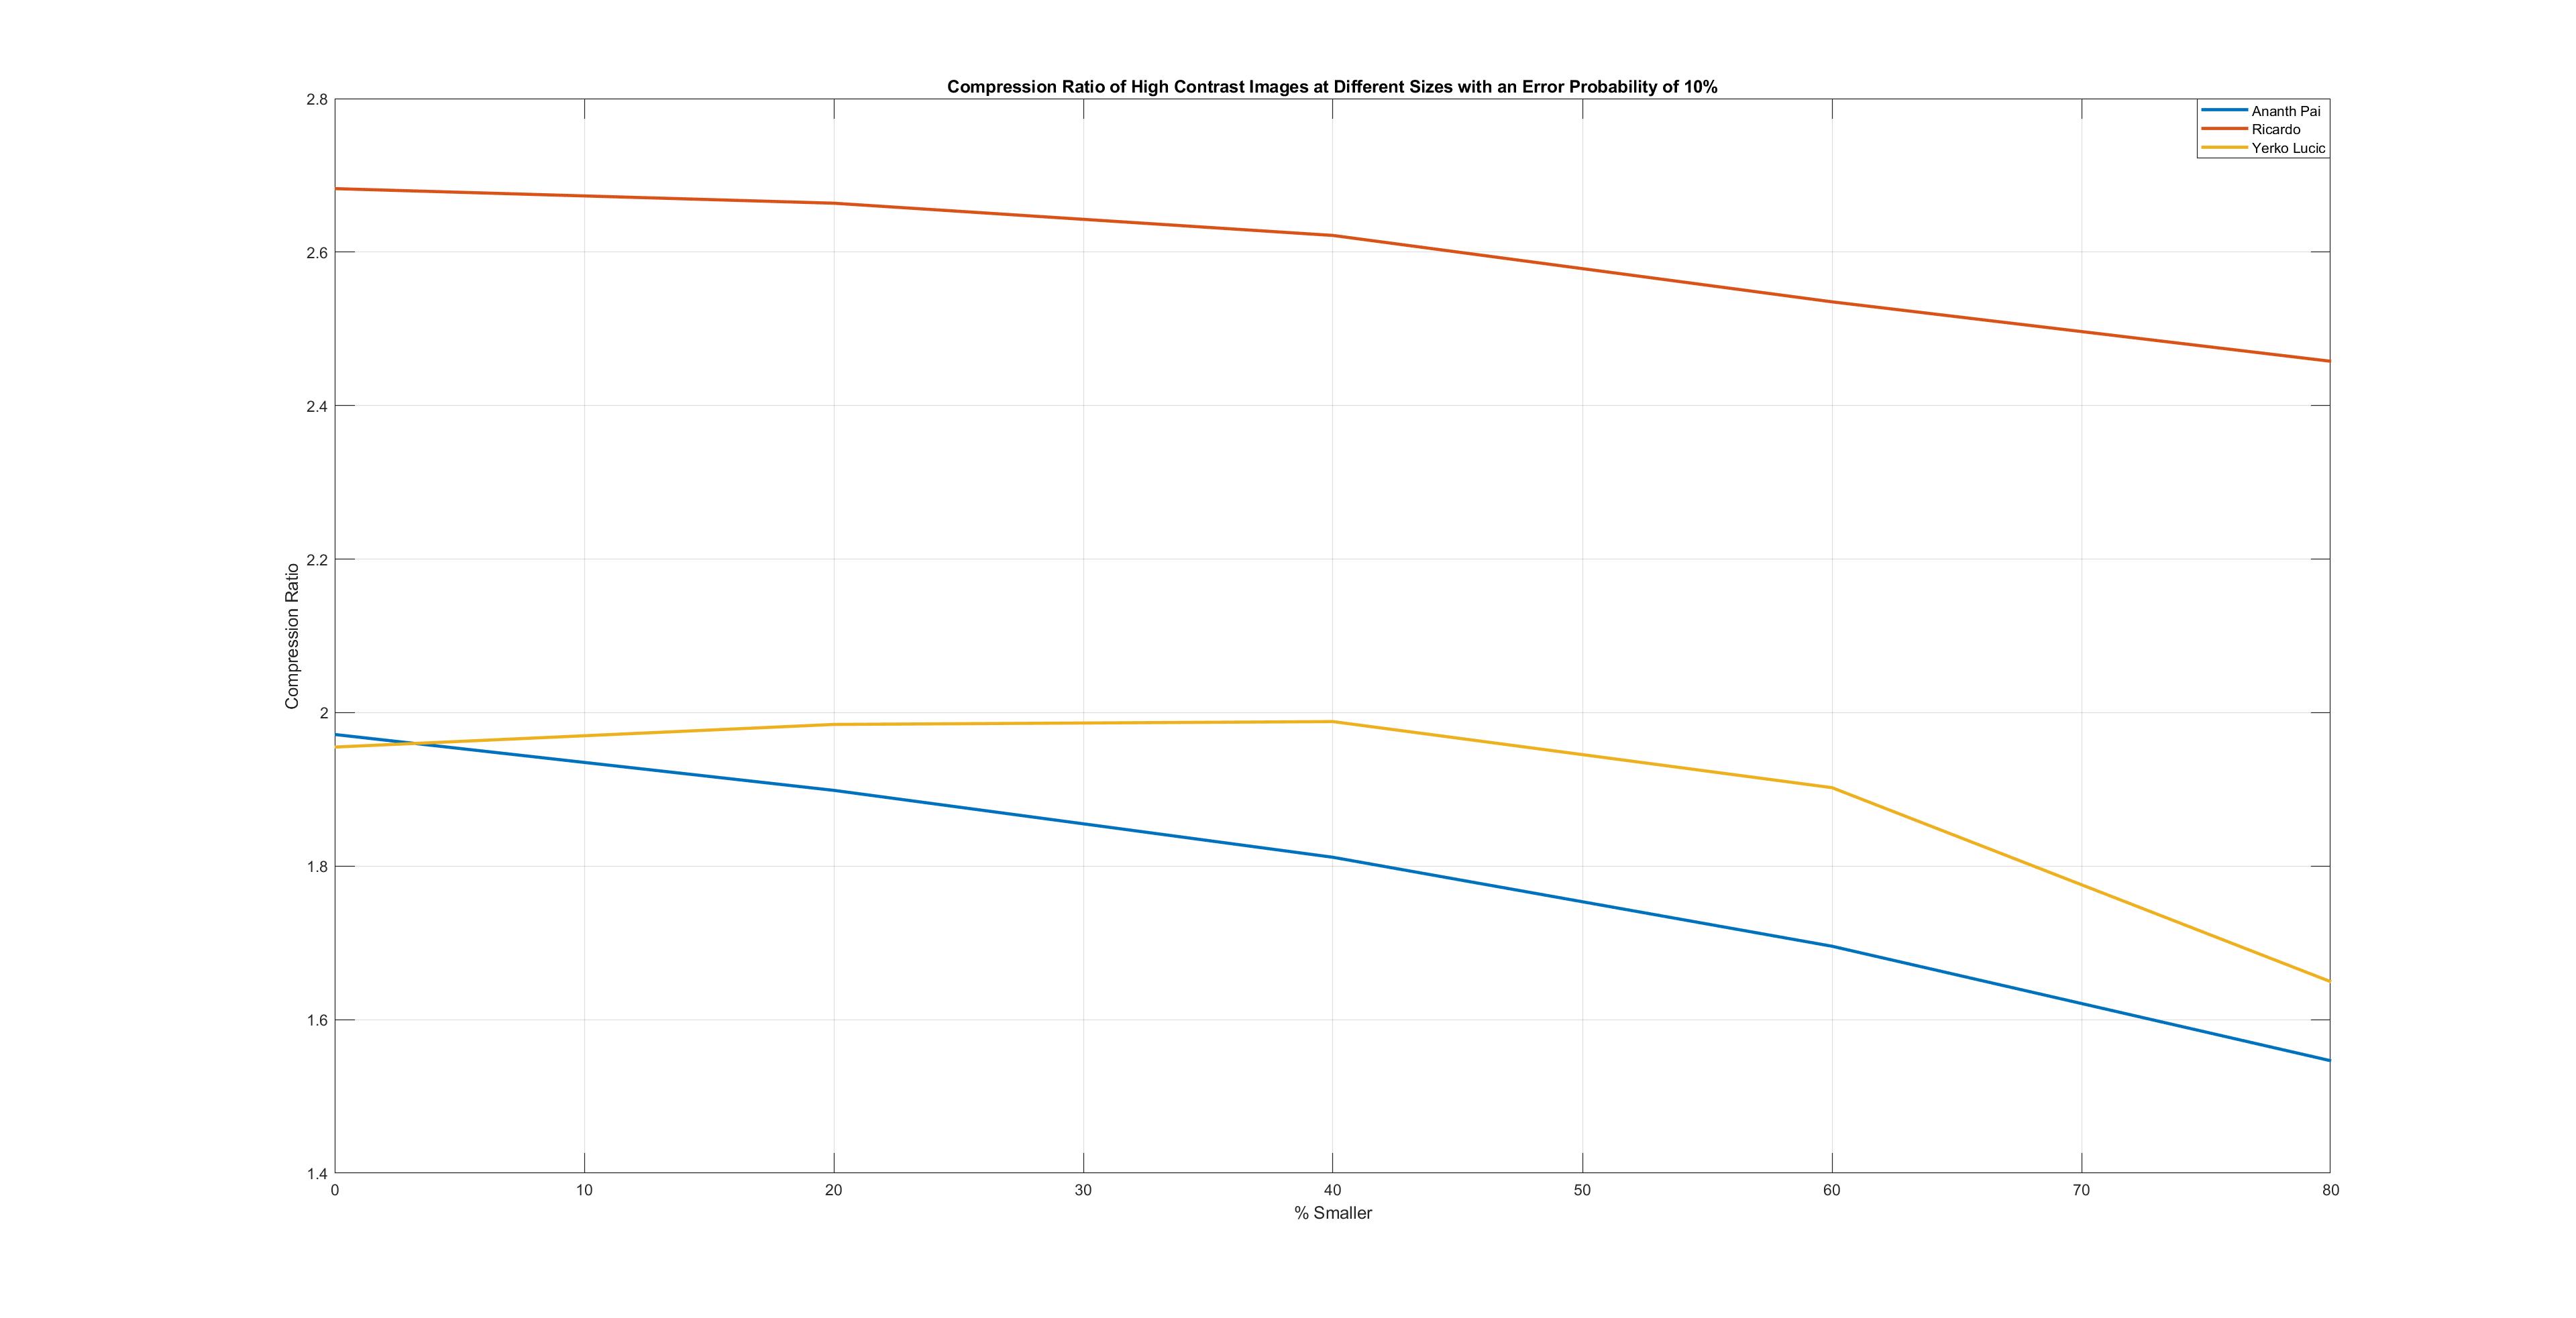 Compression Ratio of High Contrast Images at Different Sizes with an Error Probability of 10%
Ananth Pai
Ricardo
Yerko Lucic
Compression Ratio
2.8
2.6
2.4
2.2
2
1.8
1.6
1.4
0 10 20 30 40 50 60 70 80
% Smaller